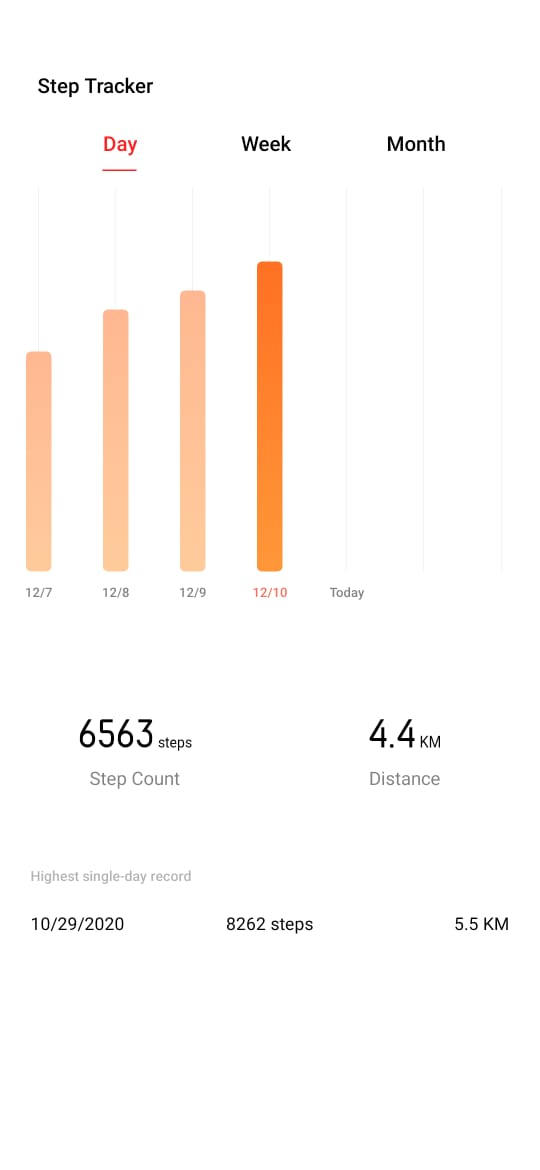 Step Tracker
Day Week Month
12/7 12/8 12/9 12/10 Today
6563 steps 4.4 KM
Step Count Distance
Highest single-day record
10/29/2020 8262 steps 5.5 KM